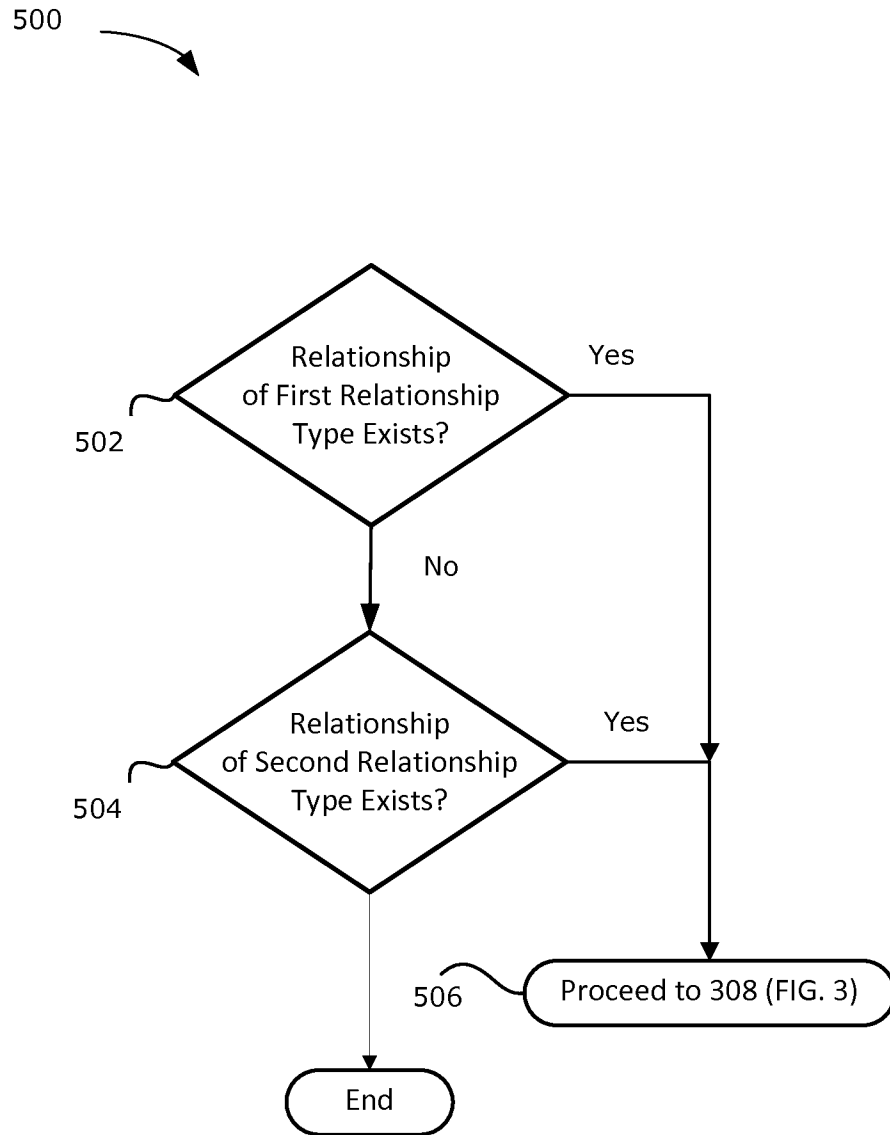 500
Relationship
of First Relationship
Type Exists?
Yes
502
No
Relationship
of Second Relationship
Type Exists?
Yes
504
506
Proceed to 308 (FIG. 3)
End